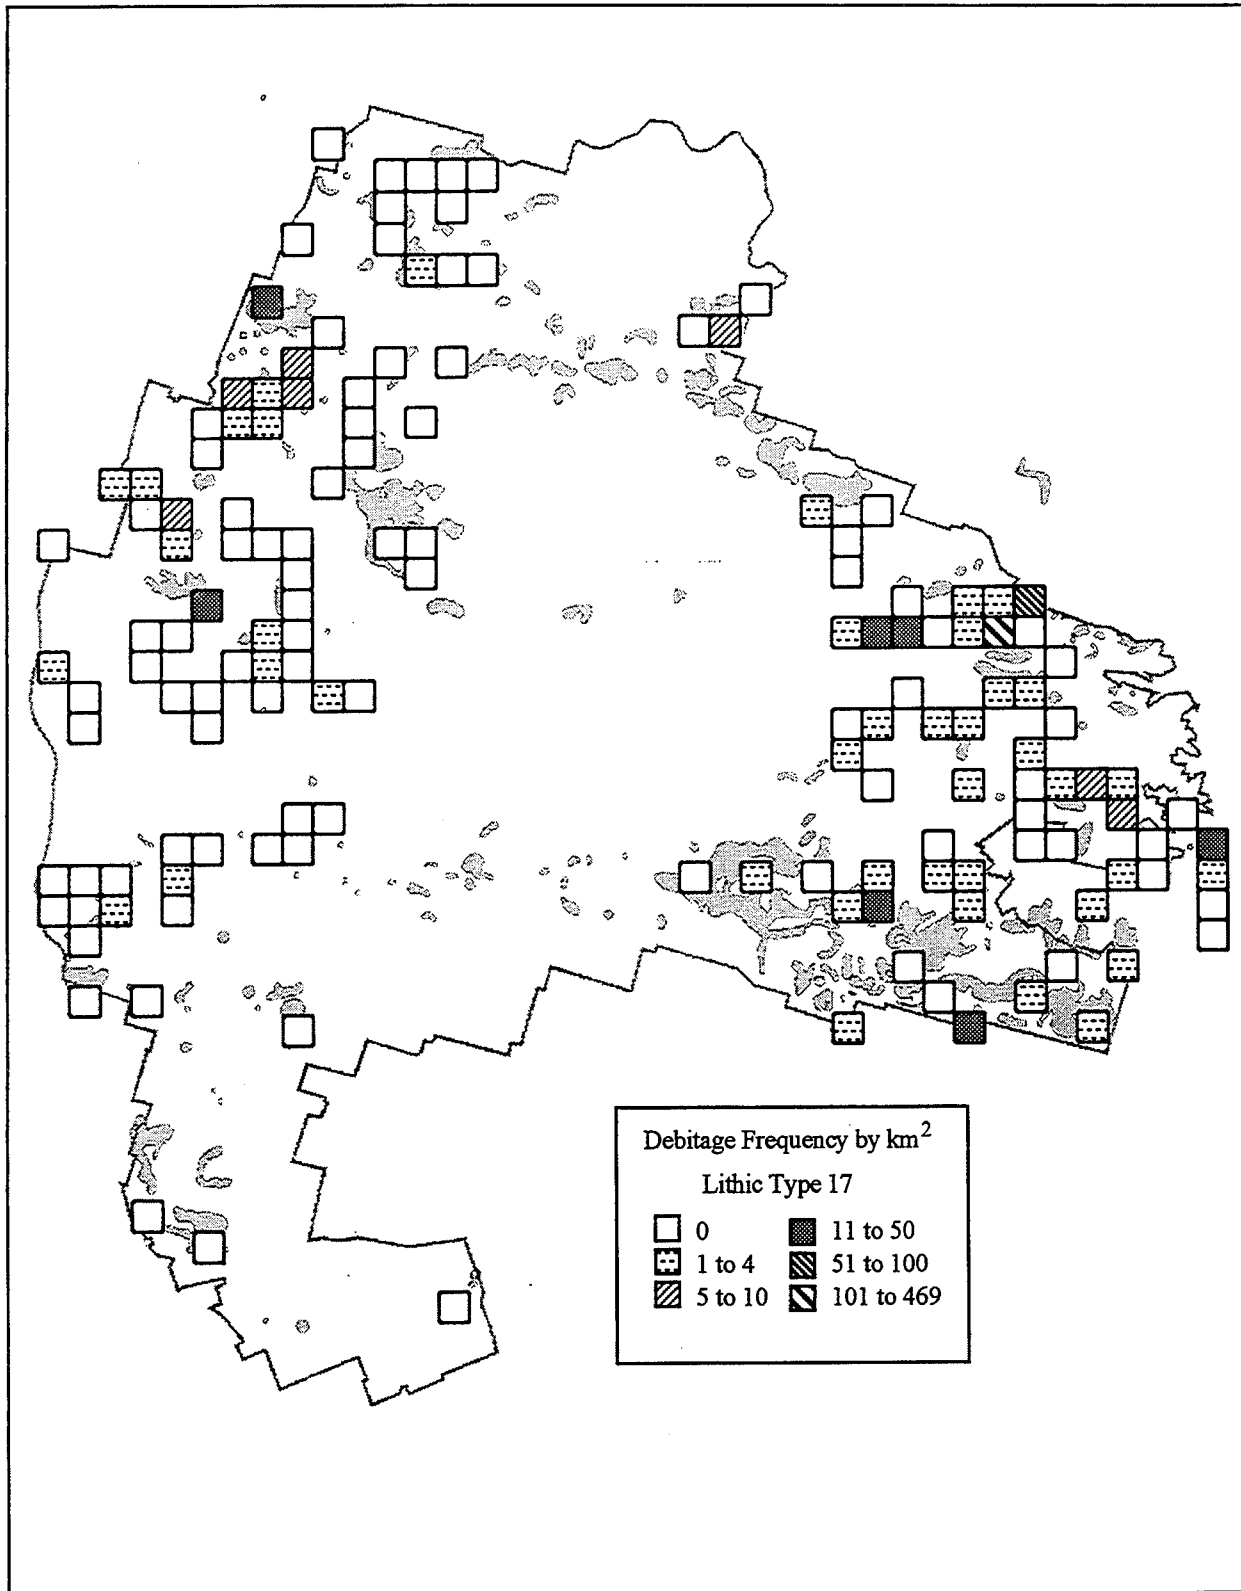 Debitage Frequency by km²
Lithic Type 17
0
11 to 50
1 to 4
51 to 100
5 to 10
101 to 469